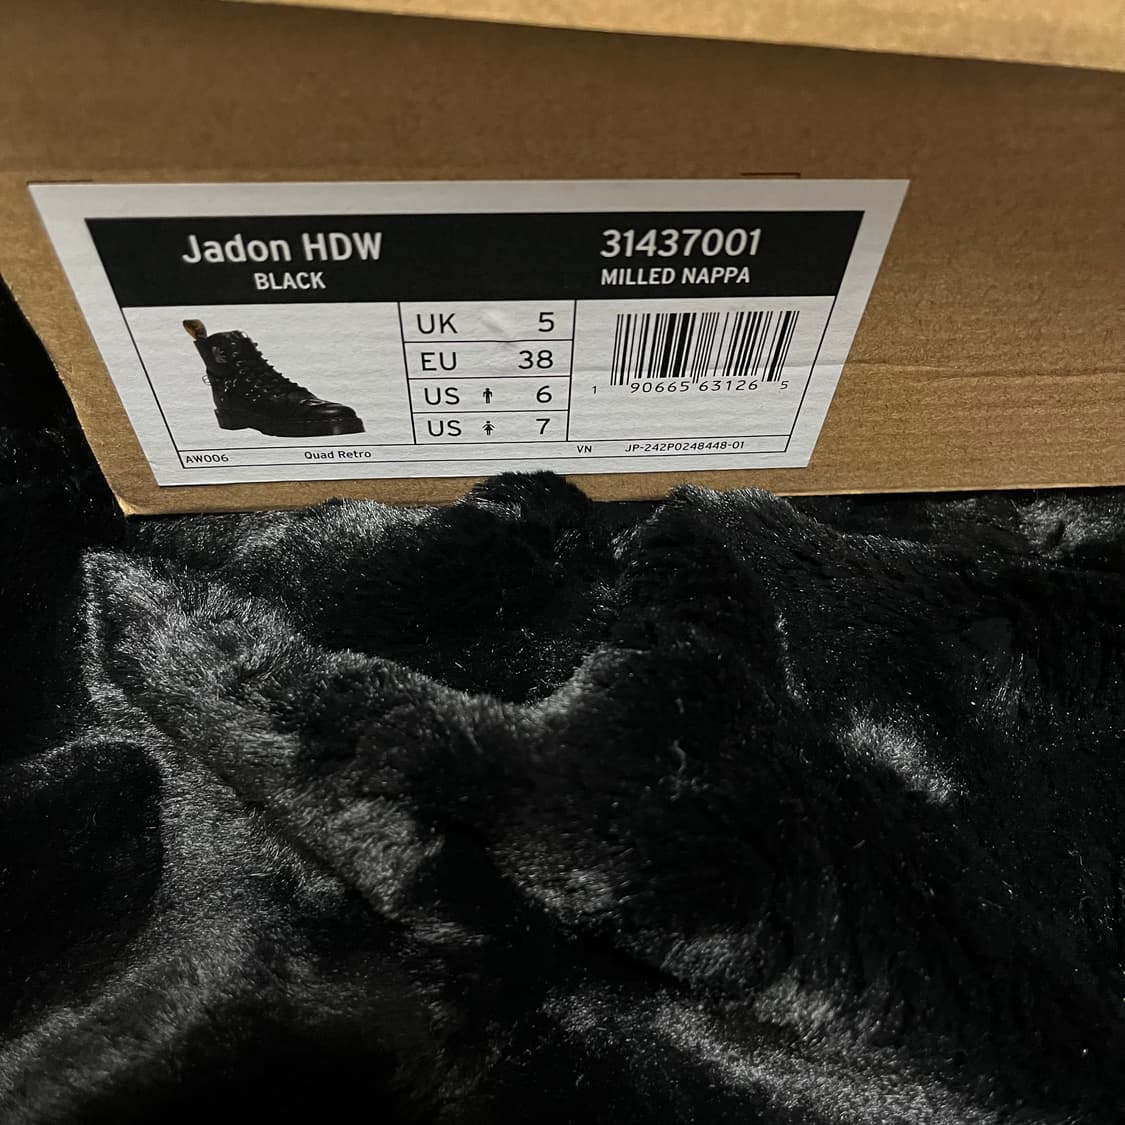 Jadon HDW
BLACK
31437001
MILLED NAPPA
UK 5
EU 38
US 6
US 7
1 90665 63126 5
AW006 Quad Retro
VN JP-242P0248448-01